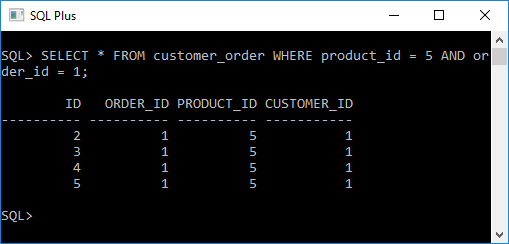 SQL Plus
SQL> SELECT * FROM customer_order WHERE product_id = 5 AND or
der_id = 1;
        ID   ORDER_ID PRODUCT_ID CUSTOMER_ID
---------- ---------- ---------- -----------
         2          1          5           1
         3          1          5           1
         4          1          5           1
         5          1          5           1
SQL>